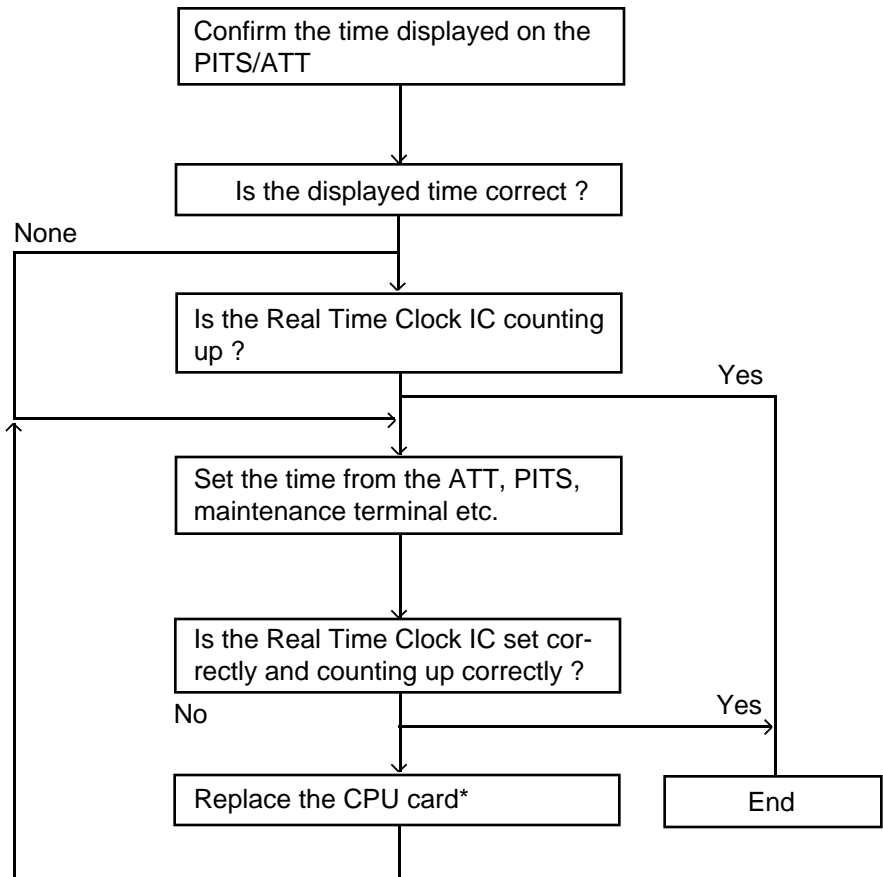 Confirm the time displayed on the
PITS/ATT
Is the displayed time correct ?
None
Is the Real Time Clock IC counting
up ?
Yes
Set the time from the ATT, PITS,
maintenance terminal etc.
Is the Real Time Clock IC set cor-
rectly and counting up correctly ?
No
Yes
Replace the CPU card*
End